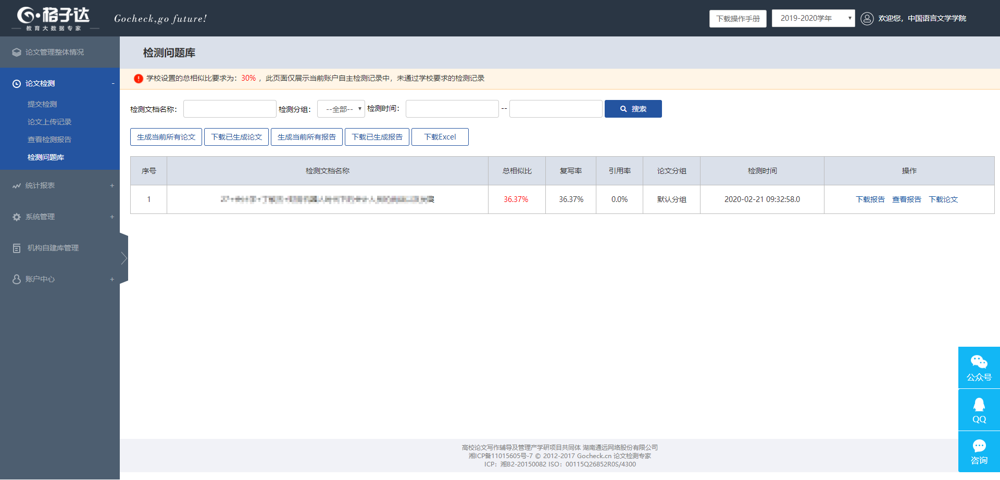 格子达
教育大数据专家
Gocheck,go future!
下载操作手册
2019-2020学年
欢迎您，中国语言文学学院
论文管理整体情况
论文检测 -
提交检测
论文上传记录
查看检测报告
检测问题库
统计报表 +
系统管理 +
机构自建库管理
账户中心 +
检测问题库
学校设置的总相似比要求为：30% ，此页面仅展示当前账户自主检测记录中，未通过学校要求的检测记录
检测文档名称： 检测分组： --全部-- 检测时间： -- 搜索
生成当前所有论文 下载已生成论文 生成当前所有报告 下载已生成报告 下载Excel
序号 检测文档名称 总相似比 复写率 引用率 论文分组 检测时间 操作
1 36.37% 36.37% 0.0% 默认分组 2020-02-21 09:32:58.0 下载报告 查看报告 下载论文
公众号
QQ
咨询
高校论文写作辅导及管理产学研项目共同体 湖南通远网络股份有限公司
湘ICP备11015605号-7 © 2012-2017 Gocheck.cn 论文检测专家
ICP：湘B2-20150082 ISO：00115Q26852R0S/4300